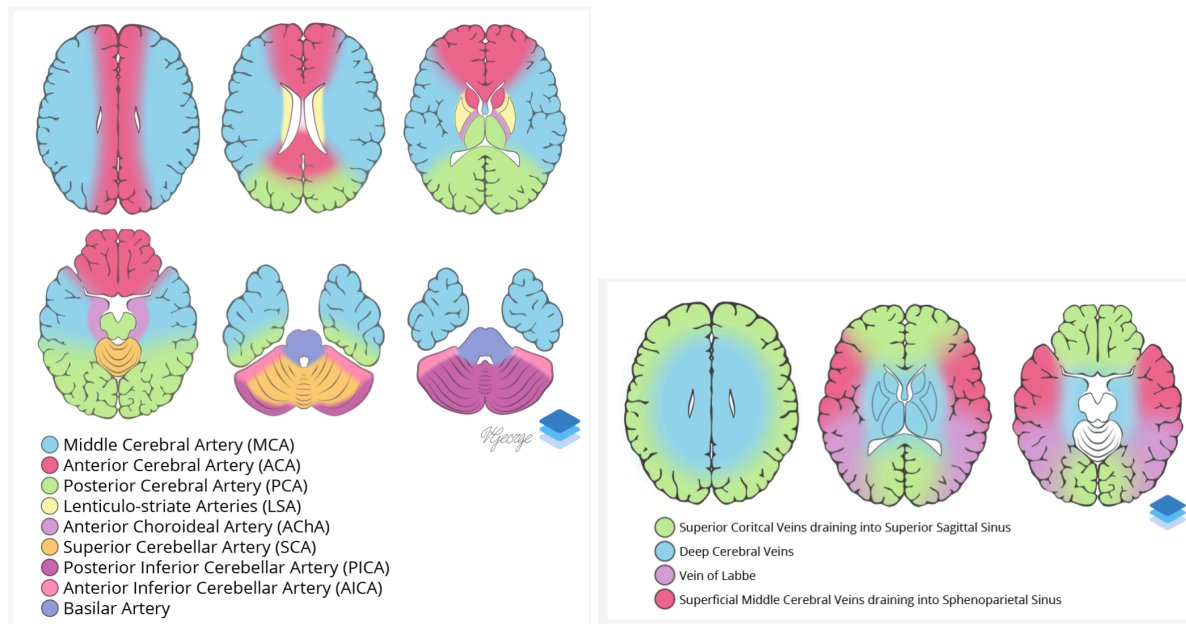 VGeorge
Middle Cerebral Artery (MCA)
Anterior Cerebral Artery (ACA)
Posterior Cerebral Artery (PCA)
Lenticulo-striate Arteries (LSA)
Anterior Choroideal Artery (AChA)
Superior Cerebellar Artery (SCA)
Posterior Inferior Cerebellar Artery (PICA)
Anterior Inferior Cerebellar Artery (AICA)
Basilar Artery
Superior Coritcal Veins draining into Superior Sagittal Sinus
Deep Cerebral Veins
Vein of Labbe
Superficial Middle Cerebral Veins draining into Sphenoparietal Sinus